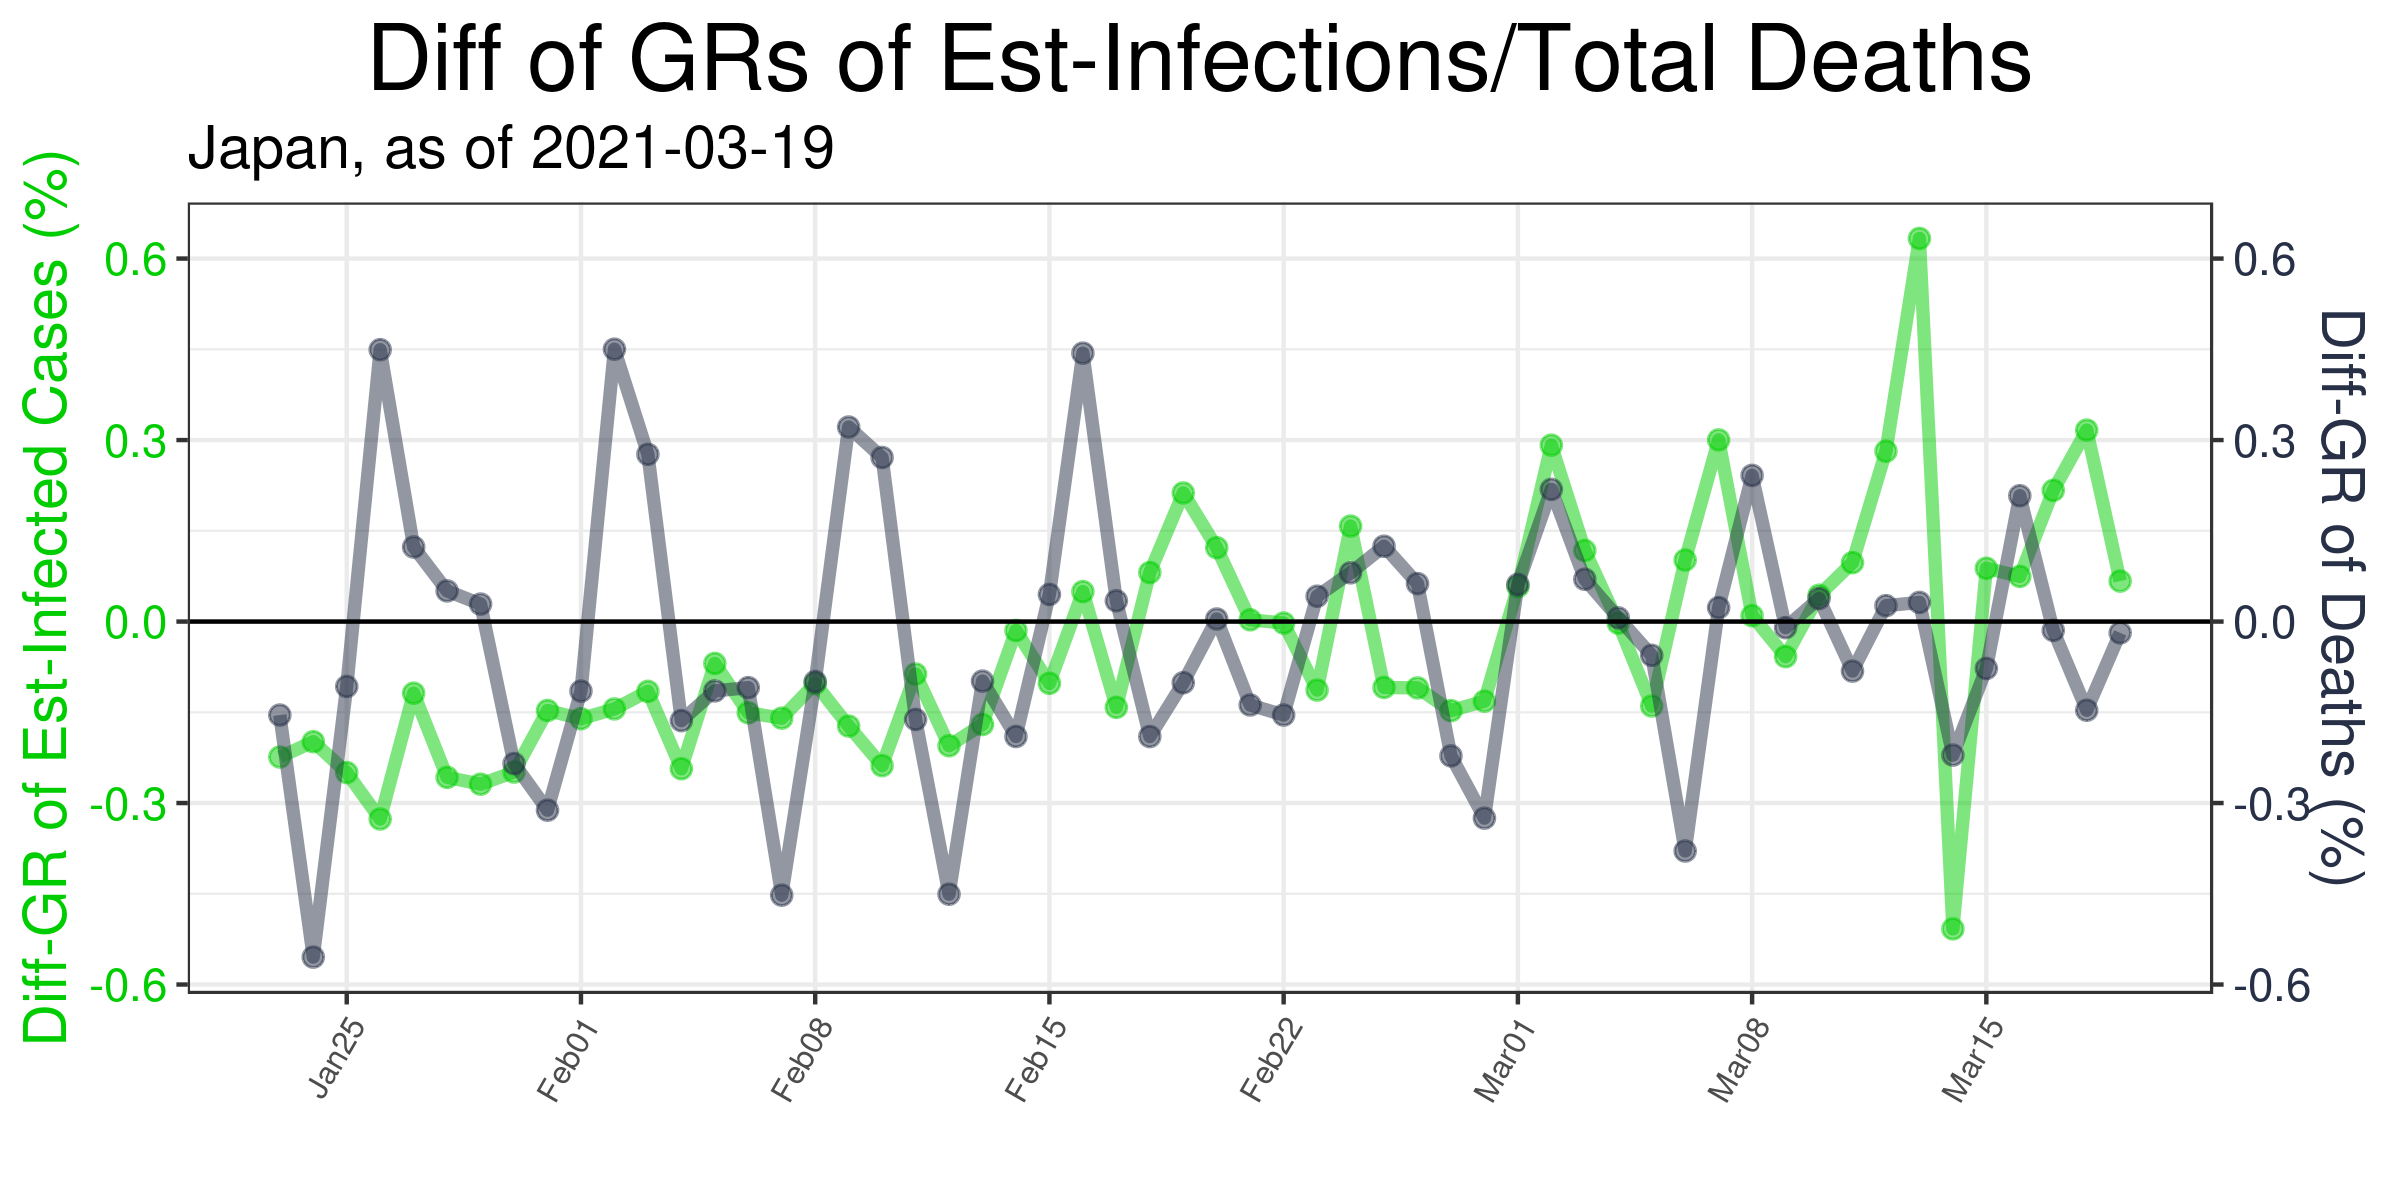 Diff of GRs of Est-Infections/Total Deaths
Japan, as of 2021-03-19
Diff-GR of Est-Infected Cases (%)
0.6
0.3
0.0
-0.3
-0.6
0.6
0.3
0.0
-0.3
-0.6
Diff-GR of Deaths (%)
Jan25
Feb01
Feb08
Feb15
Feb22
Mar01
Mar08
Mar15